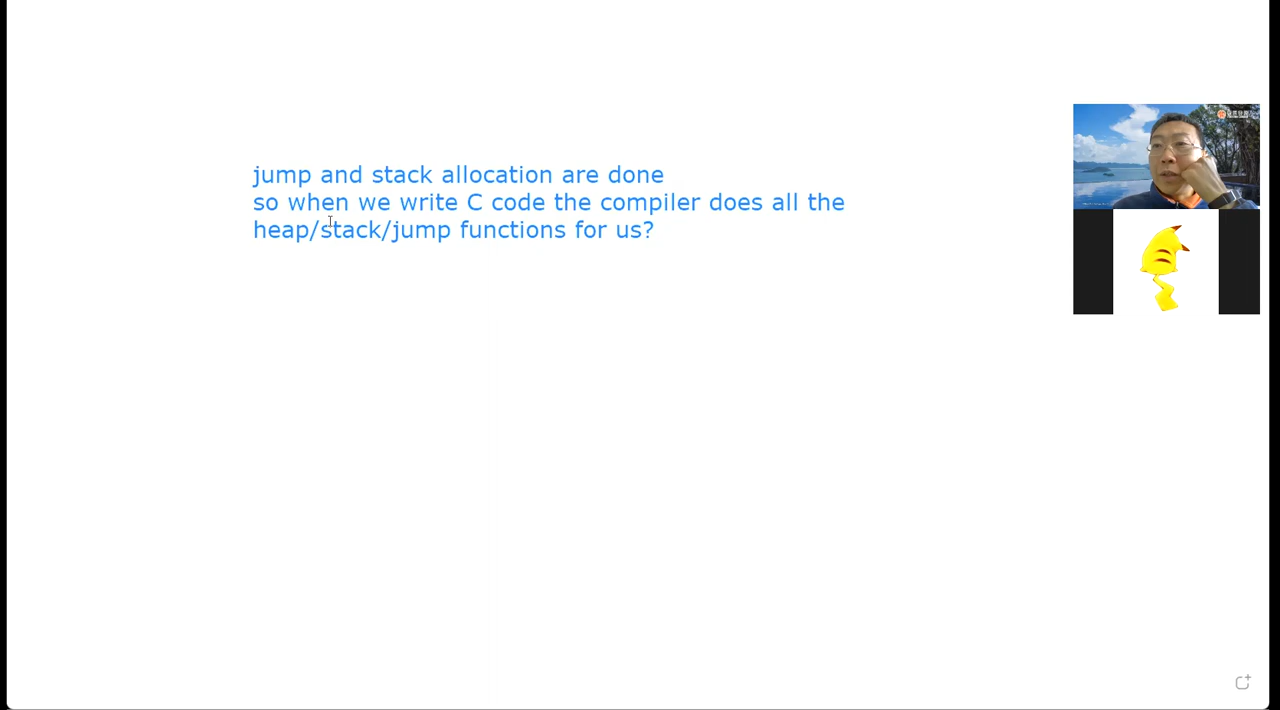 jump and stack allocation are done
so when we write C code the compiler does all the
heap/stack/jump functions for us?